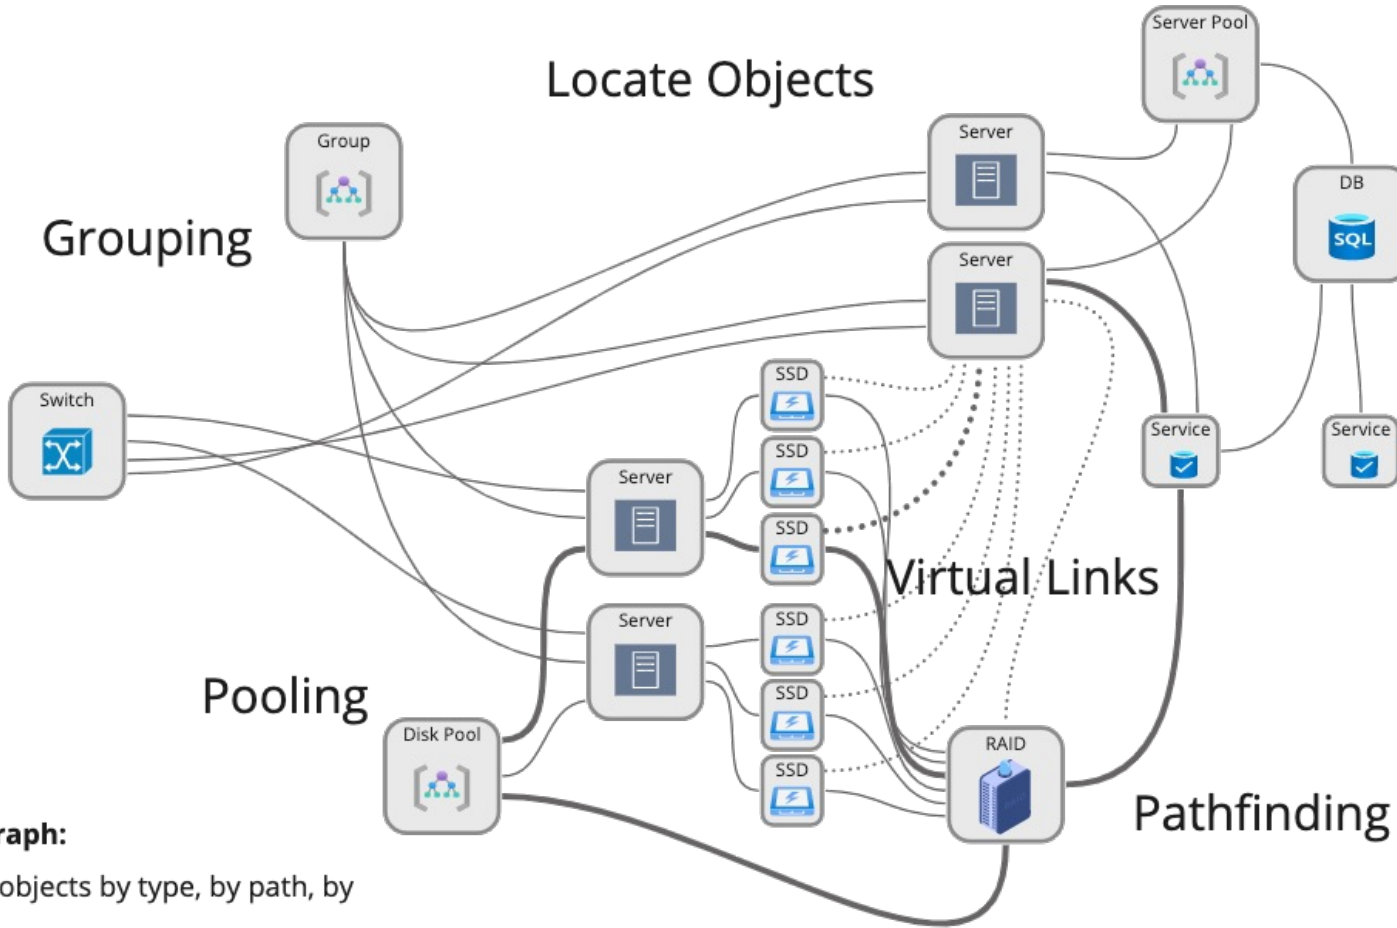 Server Pool
Locate Objects
Server
Group
DB
SQL
Grouping
Server
SSD
Switch
Service
Service
SSD
Server
SSD
Virtual Links
SSD
Server
Pooling
SSD
Disk Pool
RAID
SSD
Pathfinding
raph:
objects by type, by path, by